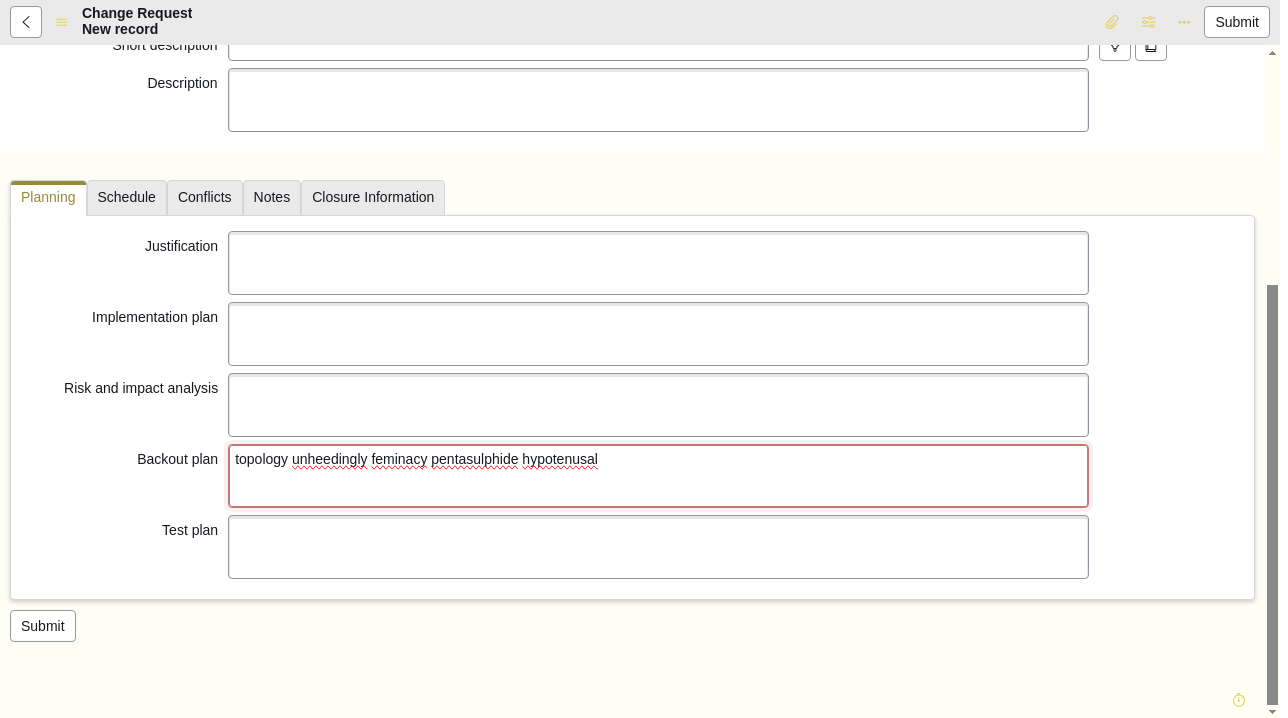 Change Request
New record
Submit
Short description
Description
Planning
Schedule
Conflicts
Notes
Closure Information
Justification
Implementation plan
Risk and impact analysis
Backout plan
topology unheedingly feminacy pentasulphide hypotenusal
Test plan
Submit